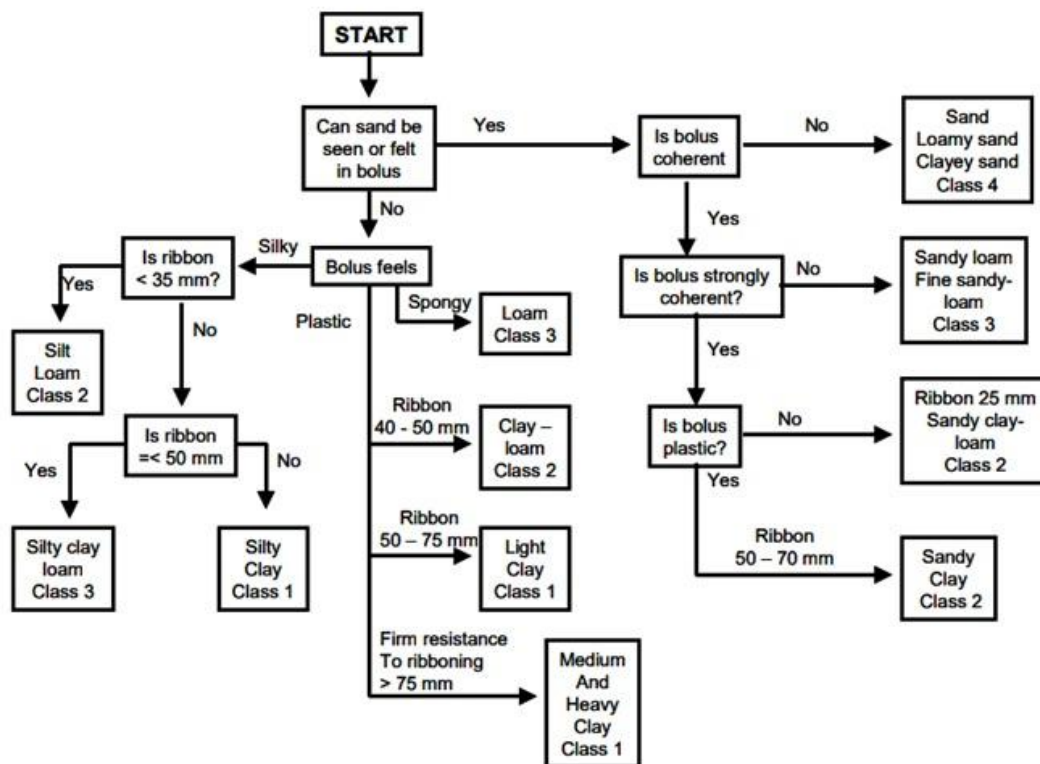 START
Can sand be
seen or felt
in bolus
Yes
Is bolus
coherent
No
Sand
Loamy sand
Clayey sand
Class 4
No
Yes
Silky
Bolus feels
Is ribbon
< 35 mm?
Yes
No
Silt
Loam
Class 2
Is ribbon
=< 50 mm
Yes
No
Silty clay
loam
Class 3
Silty
Clay
Class 1
Plastic
Spongy
Loam
Class 3
Ribbon
40 - 50 mm
Clay –
loam
Class 2
Ribbon
50 – 75 mm
Light
Clay
Class 1
Firm resistance
To ribboning
> 75 mm
Medium
And
Heavy
Clay
Class 1
Is bolus strongly
coherent?
No
Sandy loam
Fine sandy-
loam
Class 3
Yes
Is bolus
plastic?
No
Ribbon 25 mm
Sandy clay-
loam
Class 2
Yes
Ribbon
50 – 70 mm
Sandy
Clay
Class 2